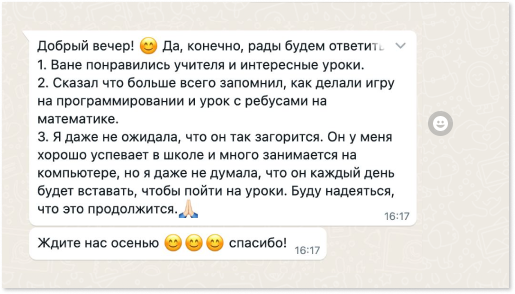 Добрый вечер! 😊 Да, конечно, рады будем ответить
1. Ване понравились учителя и интересные уроки.
2. Сказал что больше всего запомнил, как делали игру
на программировании и урок с ребусами на
математике.
3. Я даже не ожидала, что он так загорится. Он у меня
хорошо успевает в школе и много занимается на
компьютере, но я даже не думала, что он каждый день
будет вставать, чтобы пойти на уроки. Буду надеяться,
что это продолжится.🙏🏻
16:17
Ждите нас осенью 😊😊😊 спасибо! 16:17